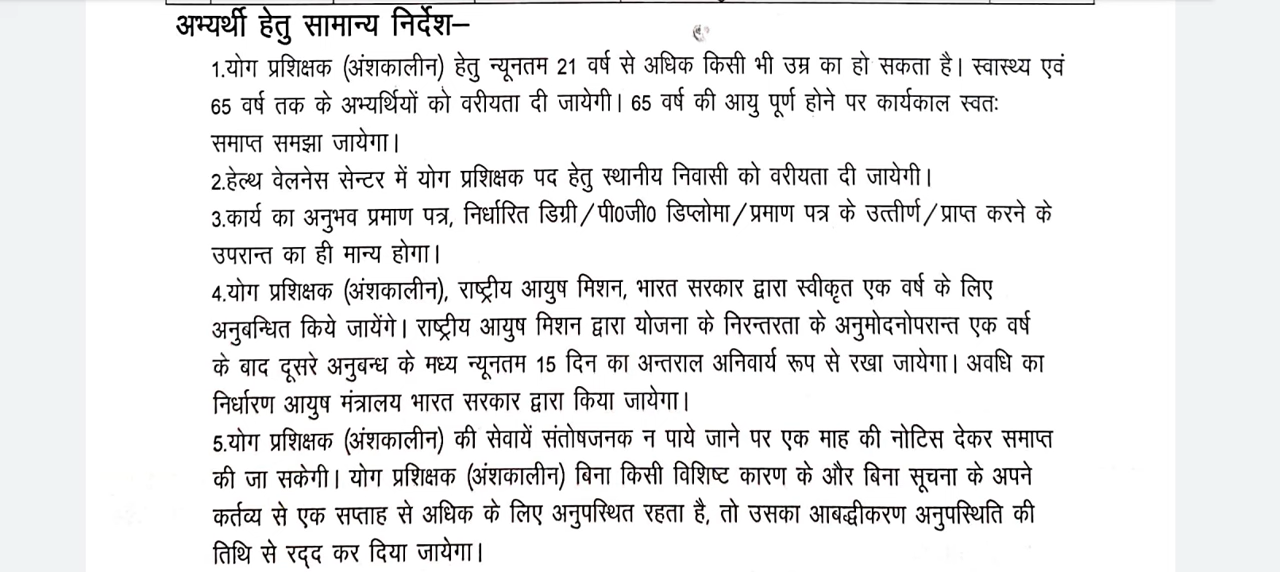 अभ्यर्थी हेतु सामान्य निर्देश–
1.योग प्रशिक्षक (अंशकालीन) हेतु न्यूनतम 21 वर्ष से अधिक किसी भी उम्र का हो सकता है। स्वास्थ्य एवं
65 वर्ष तक के अभ्यर्थियों को वरीयता दी जायेगी। 65 वर्ष की आयु पूर्ण होने पर कार्यकाल स्वतः
समाप्त समझा जायेगा।
2.हेल्थ वेलनेस सेन्टर में योग प्रशिक्षक पद हेतु स्थानीय निवासी को वरीयता दी जायेगी।
3.कार्य का अनुभव प्रमाण पत्र, निर्धारित डिग्री/पी0जी0 डिप्लोमा/प्रमाण पत्र के उत्तीर्ण/प्राप्त करने के
उपरान्त का ही मान्य होगा।
4.योग प्रशिक्षक (अंशकालीन), राष्ट्रीय आयुष मिशन, भारत सरकार द्वारा स्वीकृत एक वर्ष के लिए
अनुबन्धित किये जायेंगे। राष्ट्रीय आयुष मिशन द्वारा योजना के निरन्तरता के अनुमोदनोपरान्त एक वर्ष
के बाद दूसरे अनुबन्ध के मध्य न्यूनतम 15 दिन का अन्तराल अनिवार्य रूप से रखा जायेगा। अवधि का
निर्धारण आयुष मंत्रालय भारत सरकार द्वारा किया जायेगा।
5.योग प्रशिक्षक (अंशकालीन) की सेवायें संतोषजनक न पाये जाने पर एक माह की नोटिस देकर समाप्त
की जा सकेगी। योग प्रशिक्षक (अंशकालीन) बिना किसी विशिष्ट कारण के और बिना सूचना के अपने
कर्तव्य से एक सप्ताह से अधिक के लिए अनुपस्थित रहता है, तो उसका आबद्धीकरण अनुपस्थिति की
तिथि से रद्द कर दिया जायेगा।